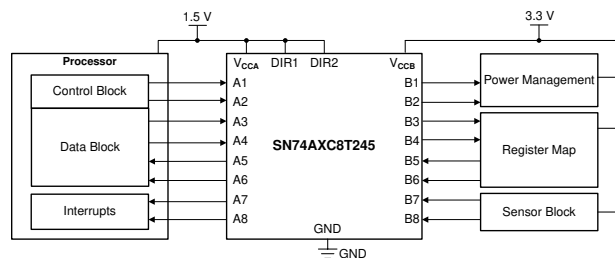 1.5 V
3.3 V
Processor
Control Block
Data Block
Interrupts
VCCA
DIR1
DIR2
VCCB
A1
A2
A3
A4
A5
A6
A7
A8
SN74AXC8T245
B1
B2
B3
B4
B5
B6
B7
B8
GND
GND
Power Management
Register Map
Sensor Block